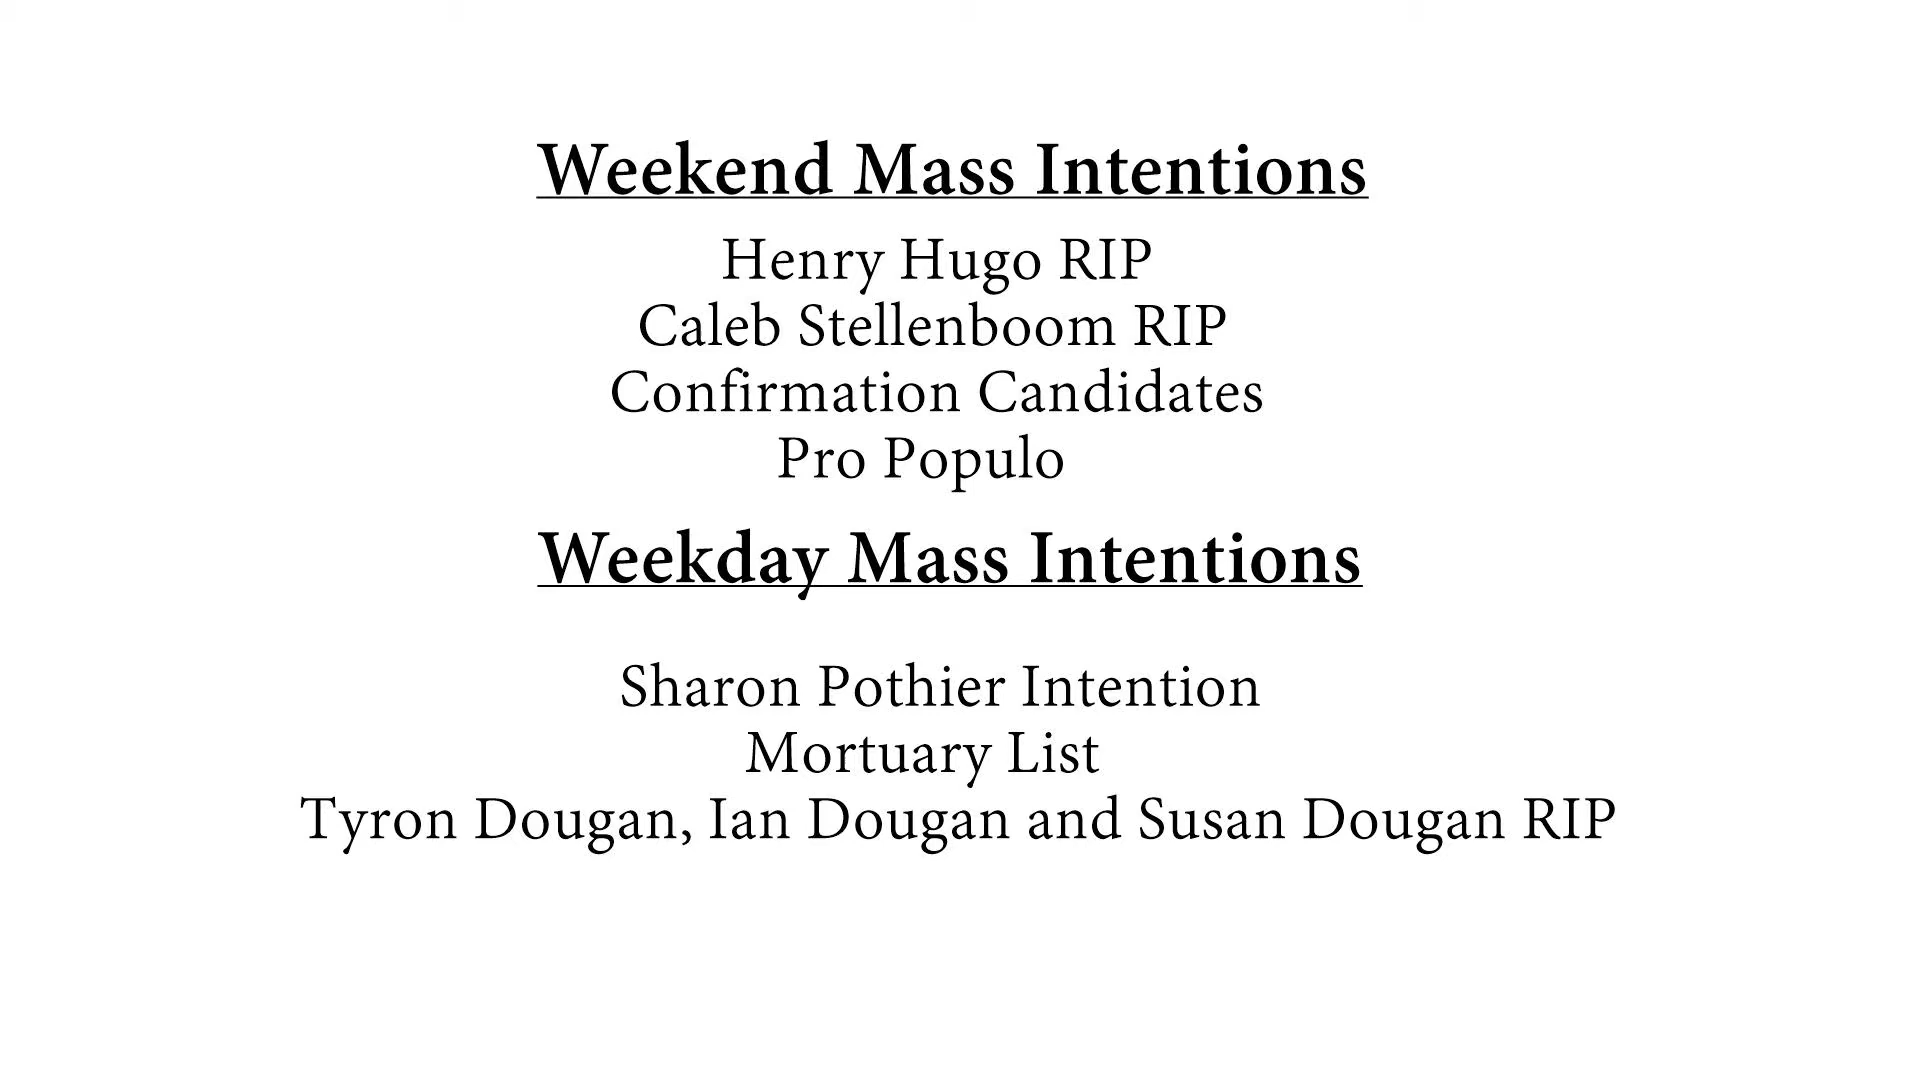 Weekend Mass Intentions
Henry Hugo RIP
Caleb Stellenboom RIP
Confirmation Candidates
Pro Populo
Weekday Mass Intentions
Sharon Pothier Intention
Mortuary List
Tyron Dougan, Ian Dougan and Susan Dougan RIP